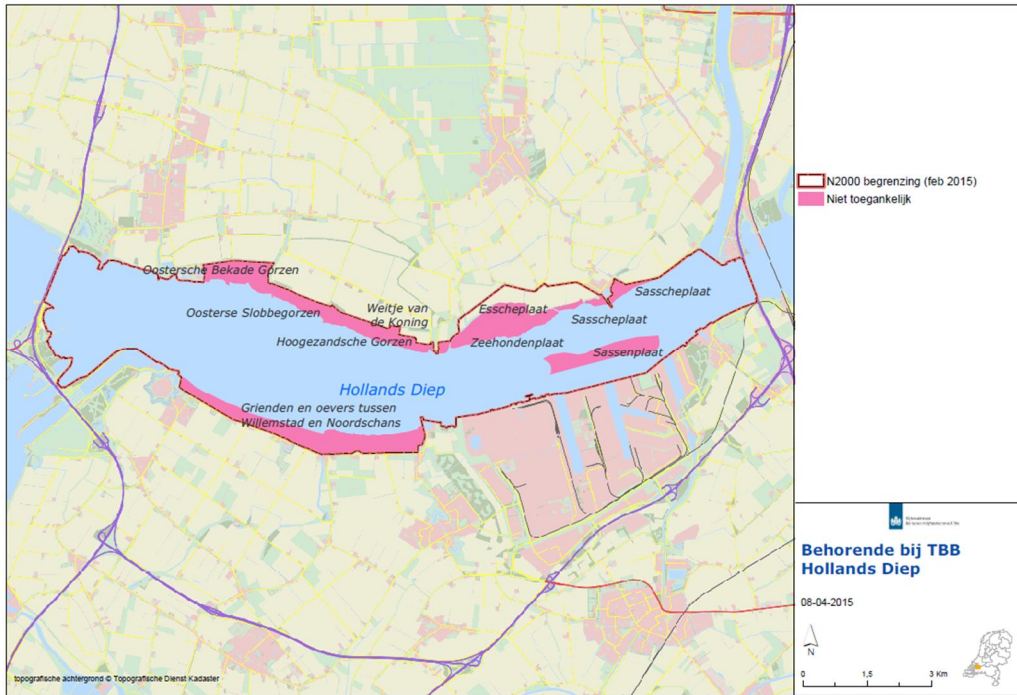 Oostersche Bekade Gorzen
Oosterse Slobbegorzen
Weitje van
de Koning
Hoogezandsche Gorzen
Esscheplaat
Zeehondenplaat
Sasscheplaat
Sasscheplaat
Sassenplaat
Hollands Diep
Grienden en oevers tussen
Willemstad en Noordschans
topografische achtergrond © Topografische Dienst Kadaster
N2000 begrenzing (feb 2015)
Niet toegankelijk
Behorende bij TBB
Hollands Diep
08-04-2015
N
0 1,5 3 Km